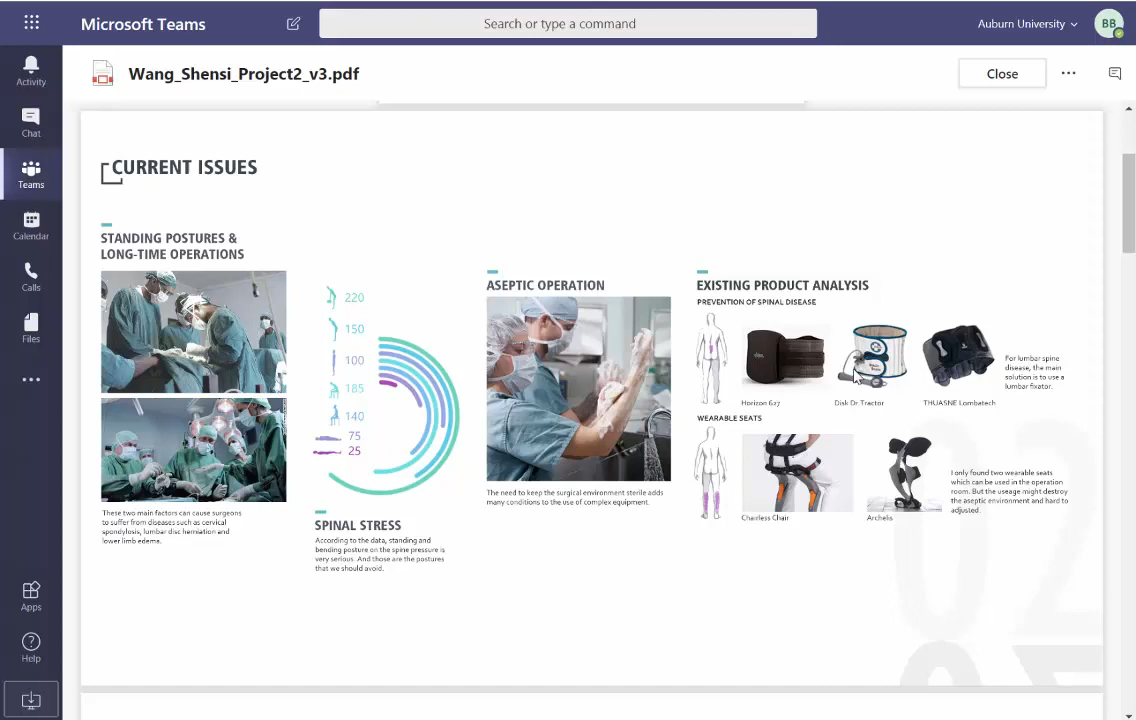 Microsoft Teams
Search or type a command
Auburn University
BB
Activity
Chat
Teams
Calendar
Calls
Files
Apps
Help
Wang_Shensi_Project2_v3.pdf
Close
CURRENT ISSUES
STANDING POSTURES &
LONG-TIME OPERATIONS
These two main factors can cause surgeons
to suffer from diseases such as cervical
spondylosis, lumbar disc herniation and
lower limb edema.
220
150
100
185
140
75
25
SPINAL STRESS
According to the data, standing and
bending posture on the spine pressure is
very serious. And those are the postures
that we should avoid.
ASEPTIC OPERATION
The need to keep the surgical environment sterile adds
many conditions to the use of complex equipment.
EXISTING PRODUCT ANALYSIS
PREVENTION OF SPINAL DISEASE
Horizon 627
Disk Dr.Tractor
THUASNE Lombatech
For lumbar spine
disease, the main
solution is to use a
lumbar fixator.
WEARABLE SEATS
Chairless Chair
Archelis
I only found two wearable seats
which can be used in the operation
room. But the useage might destroy
the aseptic environment and hard to
adjusted.
02